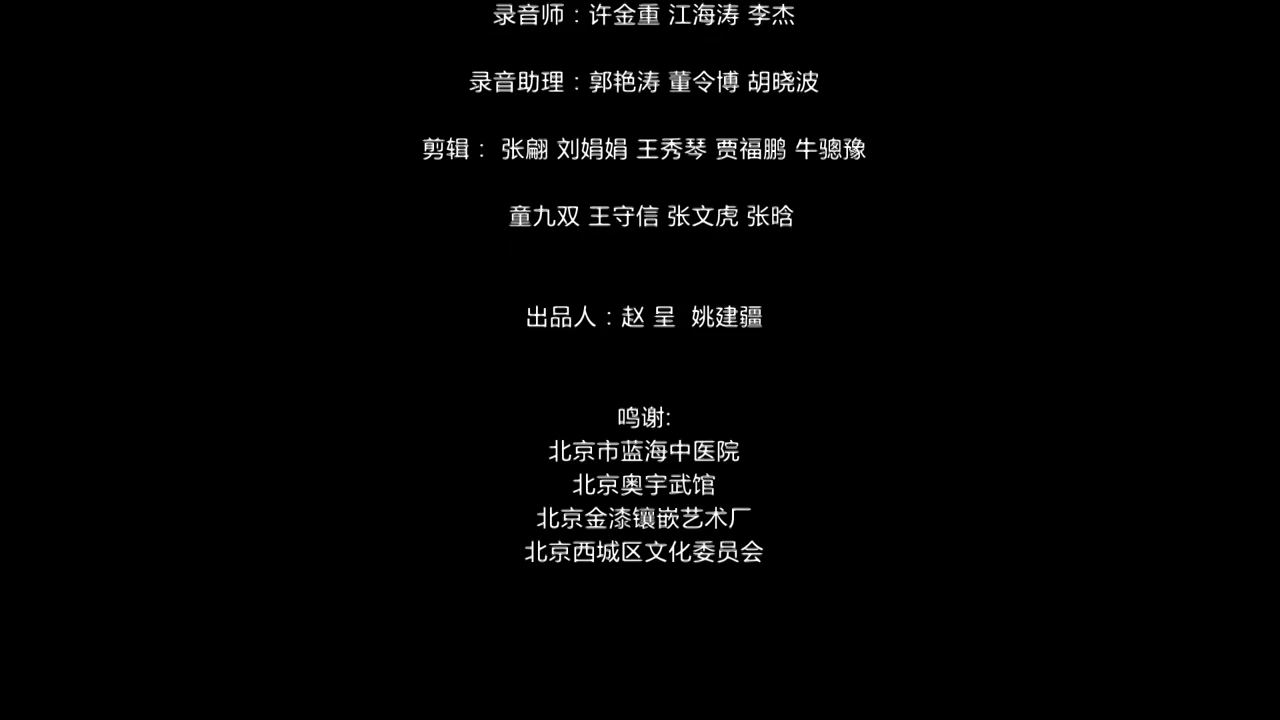 录音师：许金重 江海涛 李杰
录音助理：郭艳涛 董令博 胡晓波
剪辑： 张翩 刘娟娟 王秀琴 贾福鹏 牛骢豫
童九双 王守信 张文虎 张晗
出品人：赵 呈 姚建疆
鸣谢:
北京市蓝海中医院
北京奥宇武馆
北京金漆镶嵌艺术厂
北京西城区文化委员会